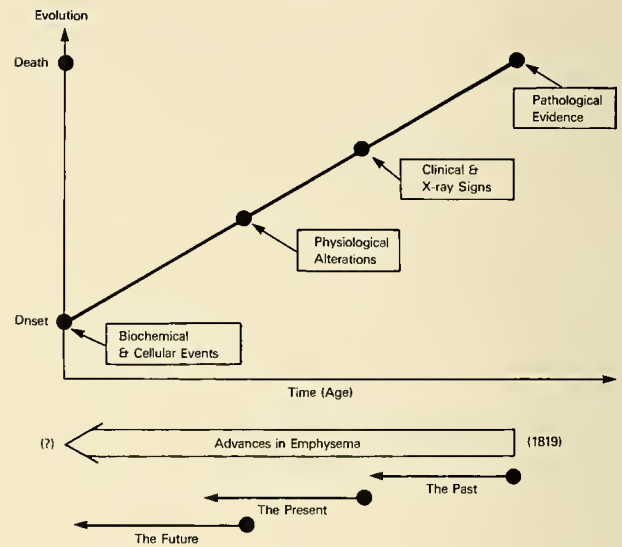 Evolution
Death
Pathological
Evidence
Clinical &
X-ray Signs
Physiological
Alterations
Onset
Biochemical
& Cellular Events
Time (Age)
(?)
Advances in Emphysema
(1819)
The Past
The Present
The Future